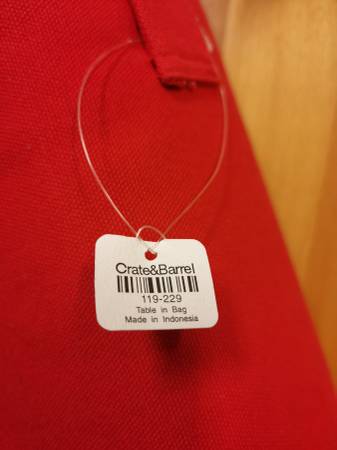 Crate&Barrel
119-229
Table in Bag
Made in Indonesia